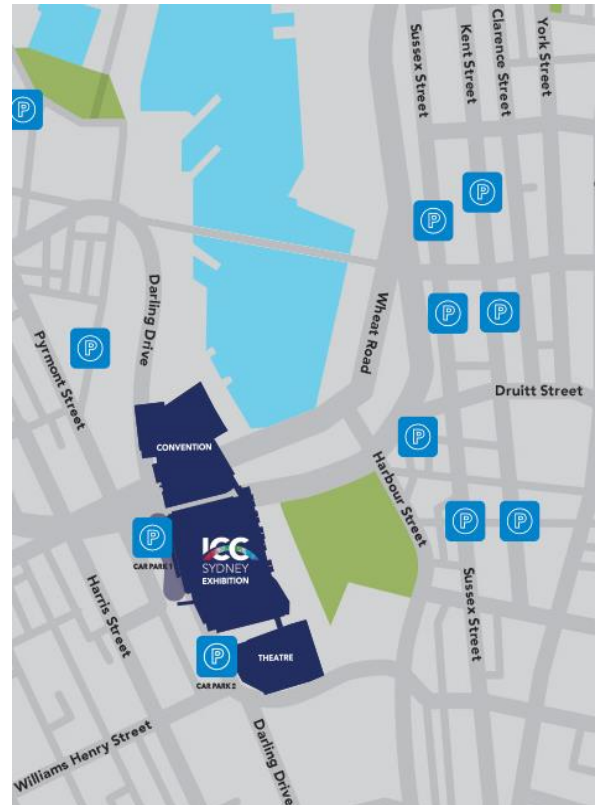 Sussex Street
Kent Street
Clarence Street
York Street
P
P
P
Darling Drive
Wheat Road
P
P
P
Pyrmont Street
Druitt Street
CONVENTION
P
Harbour Street
P
P
P
CAR PARK 1
ICC
SYDNEY
EXHIBITION
Harris Street
Sussex Street
P
CAR PARK 2
THEATRE
Williams Henry Street
Darling Drive